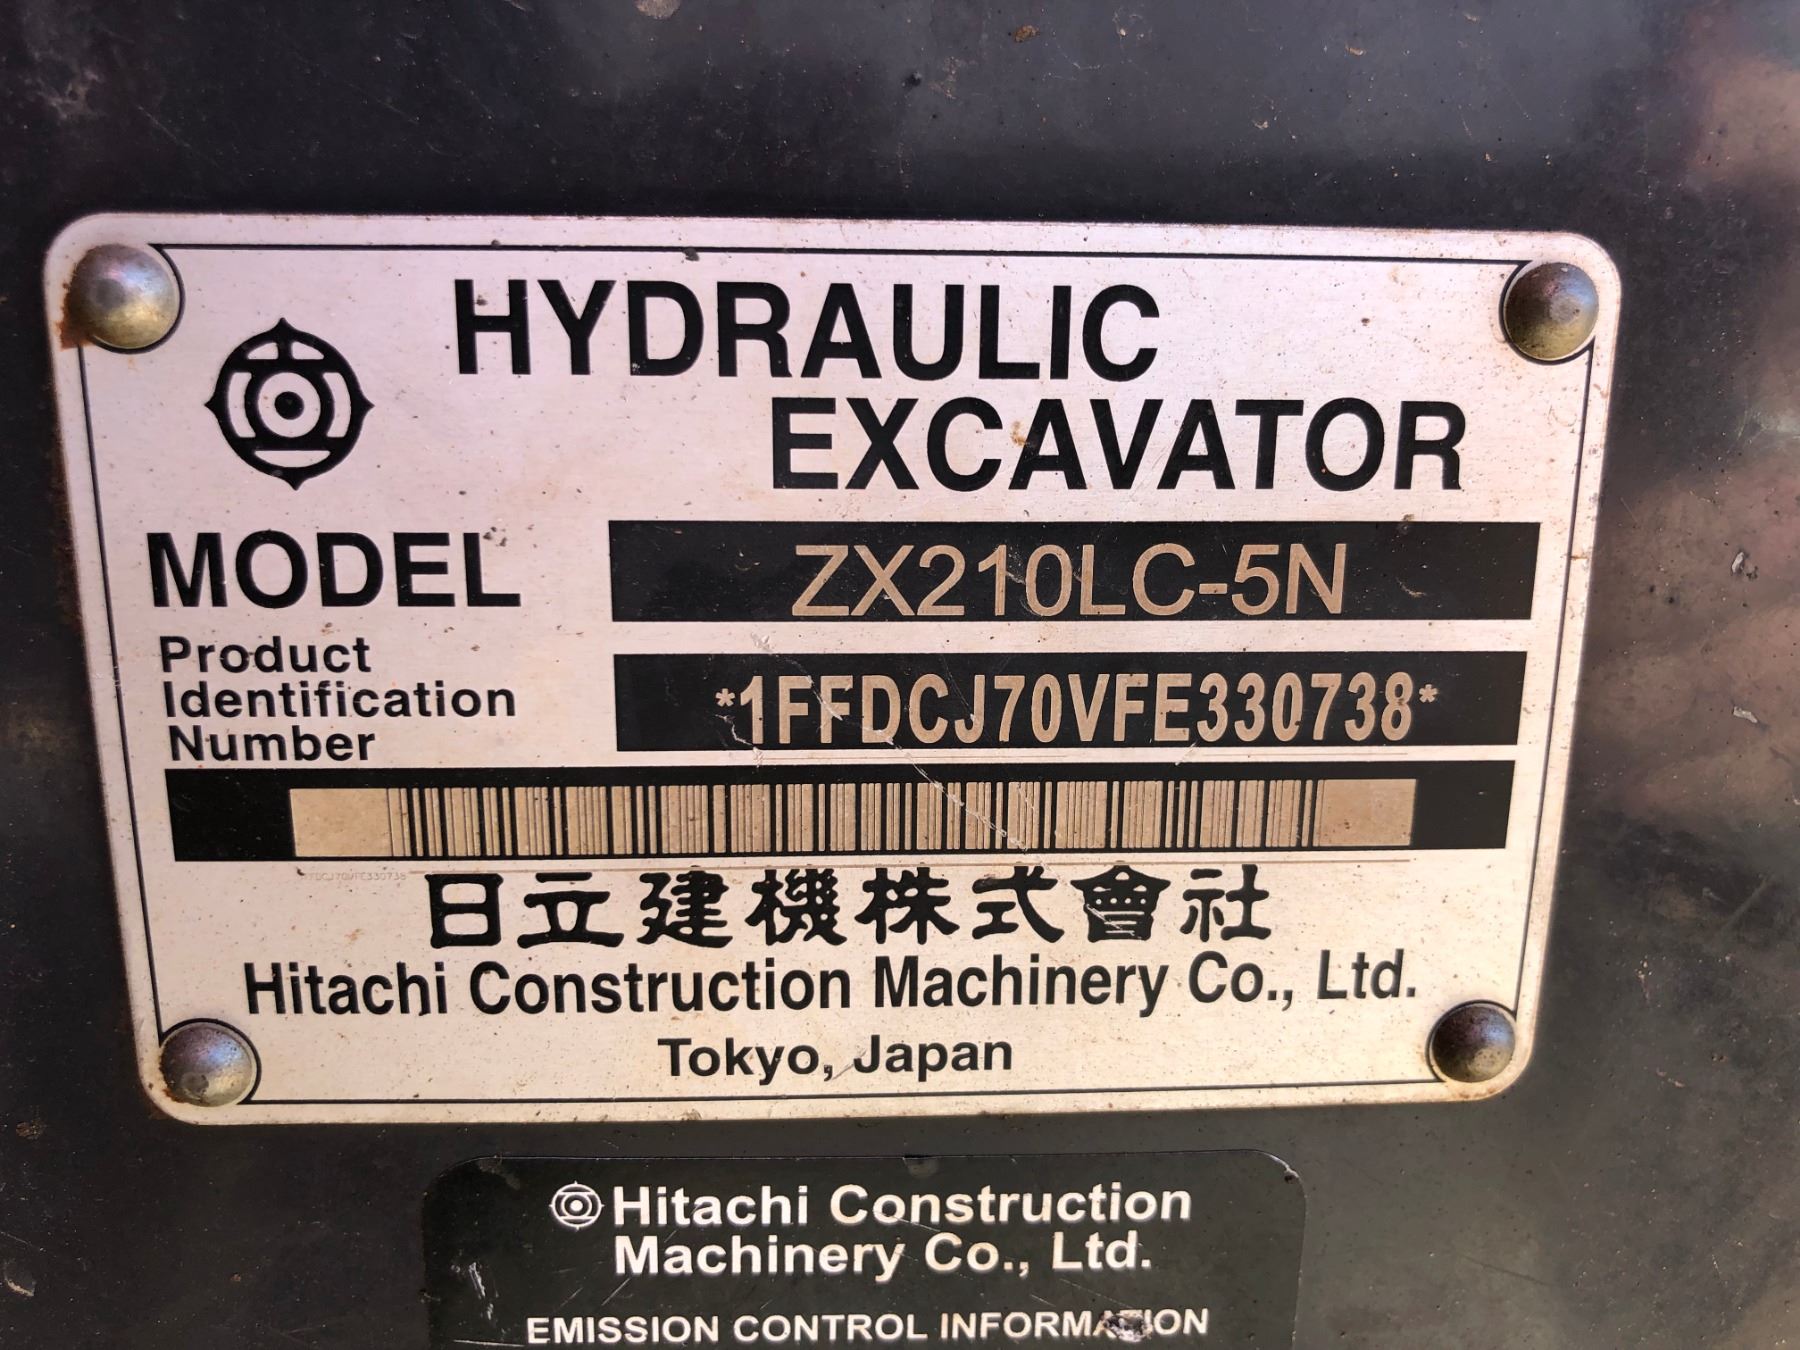 HYDRAULIC
EXCAVATOR
MODEL ZX210LC-5N
Product
Identification
Number
*1FFDCJ70VFE330738*
日立建機株式會社
Hitachi Construction Machinery Co., Ltd.
Tokyo, Japan
Hitachi Construction
Machinery Co., Ltd.
EMISSION CONTROL INFORMATION